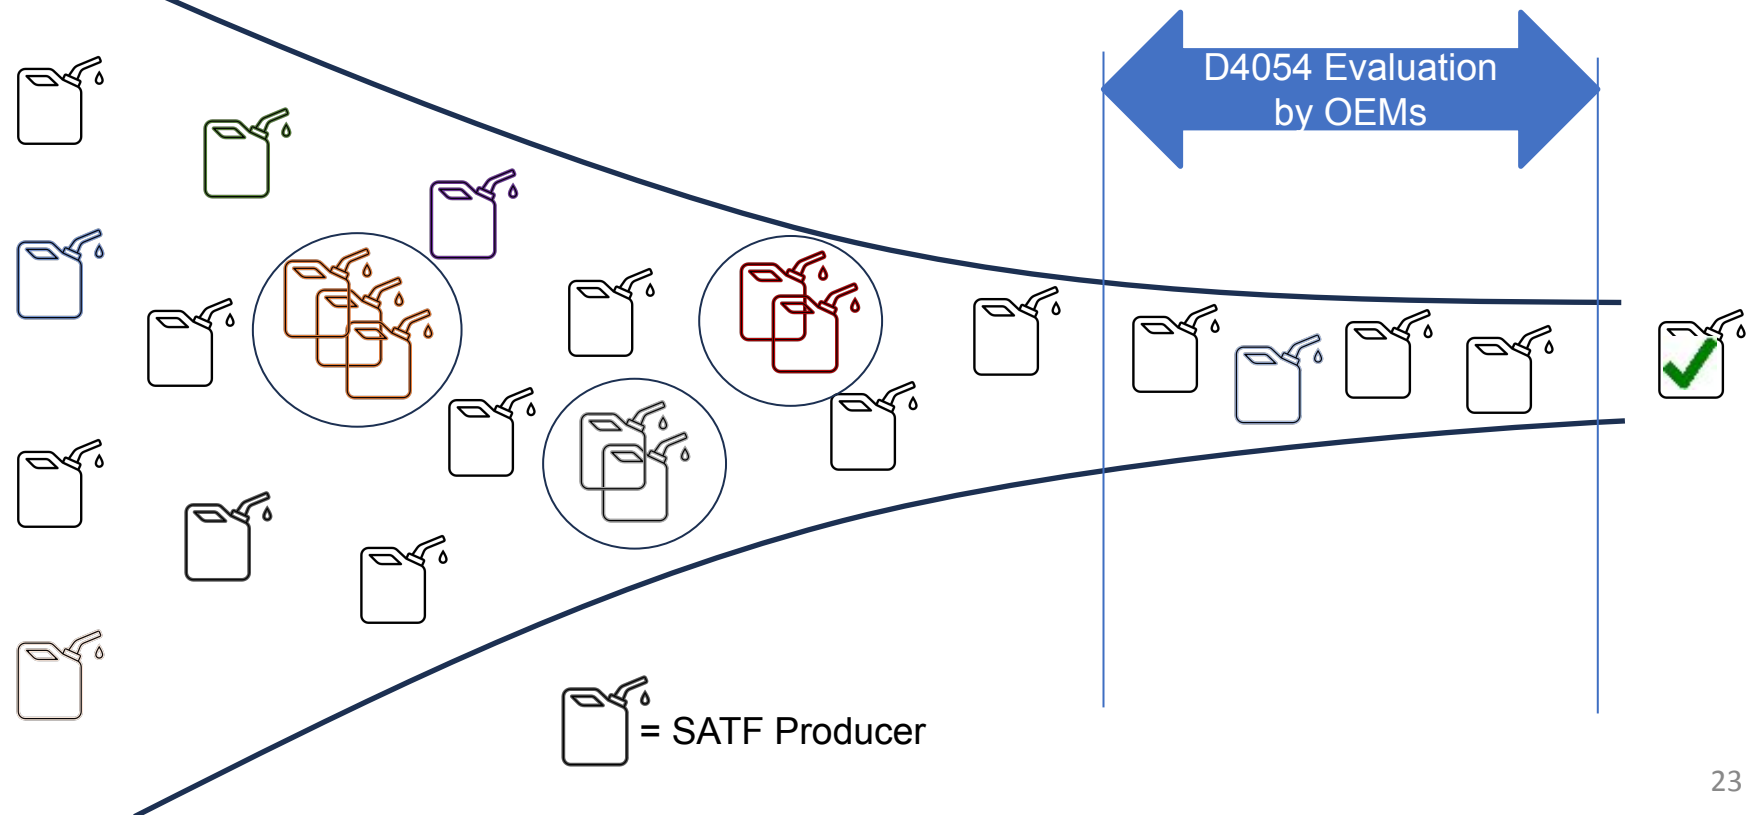 D4054 Evaluation
by OEMs
= SATF Producer
23